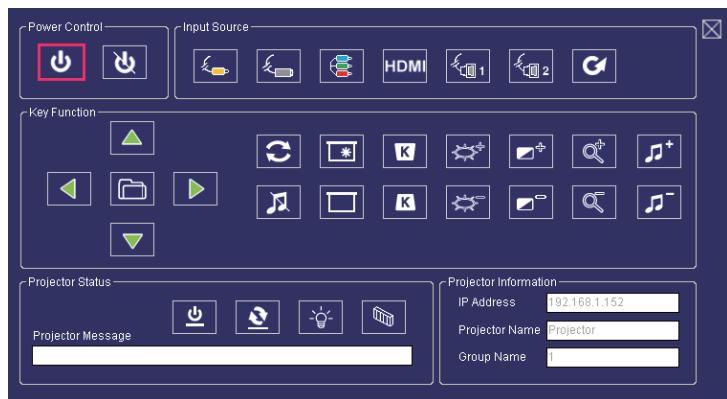 Power Control
Input Source
HDMI
1
2
Key Function
K
K
Projector Status
Projector Message
Projector Information
IP Address 192.168.1.152
Projector Name Projector
Group Name 1